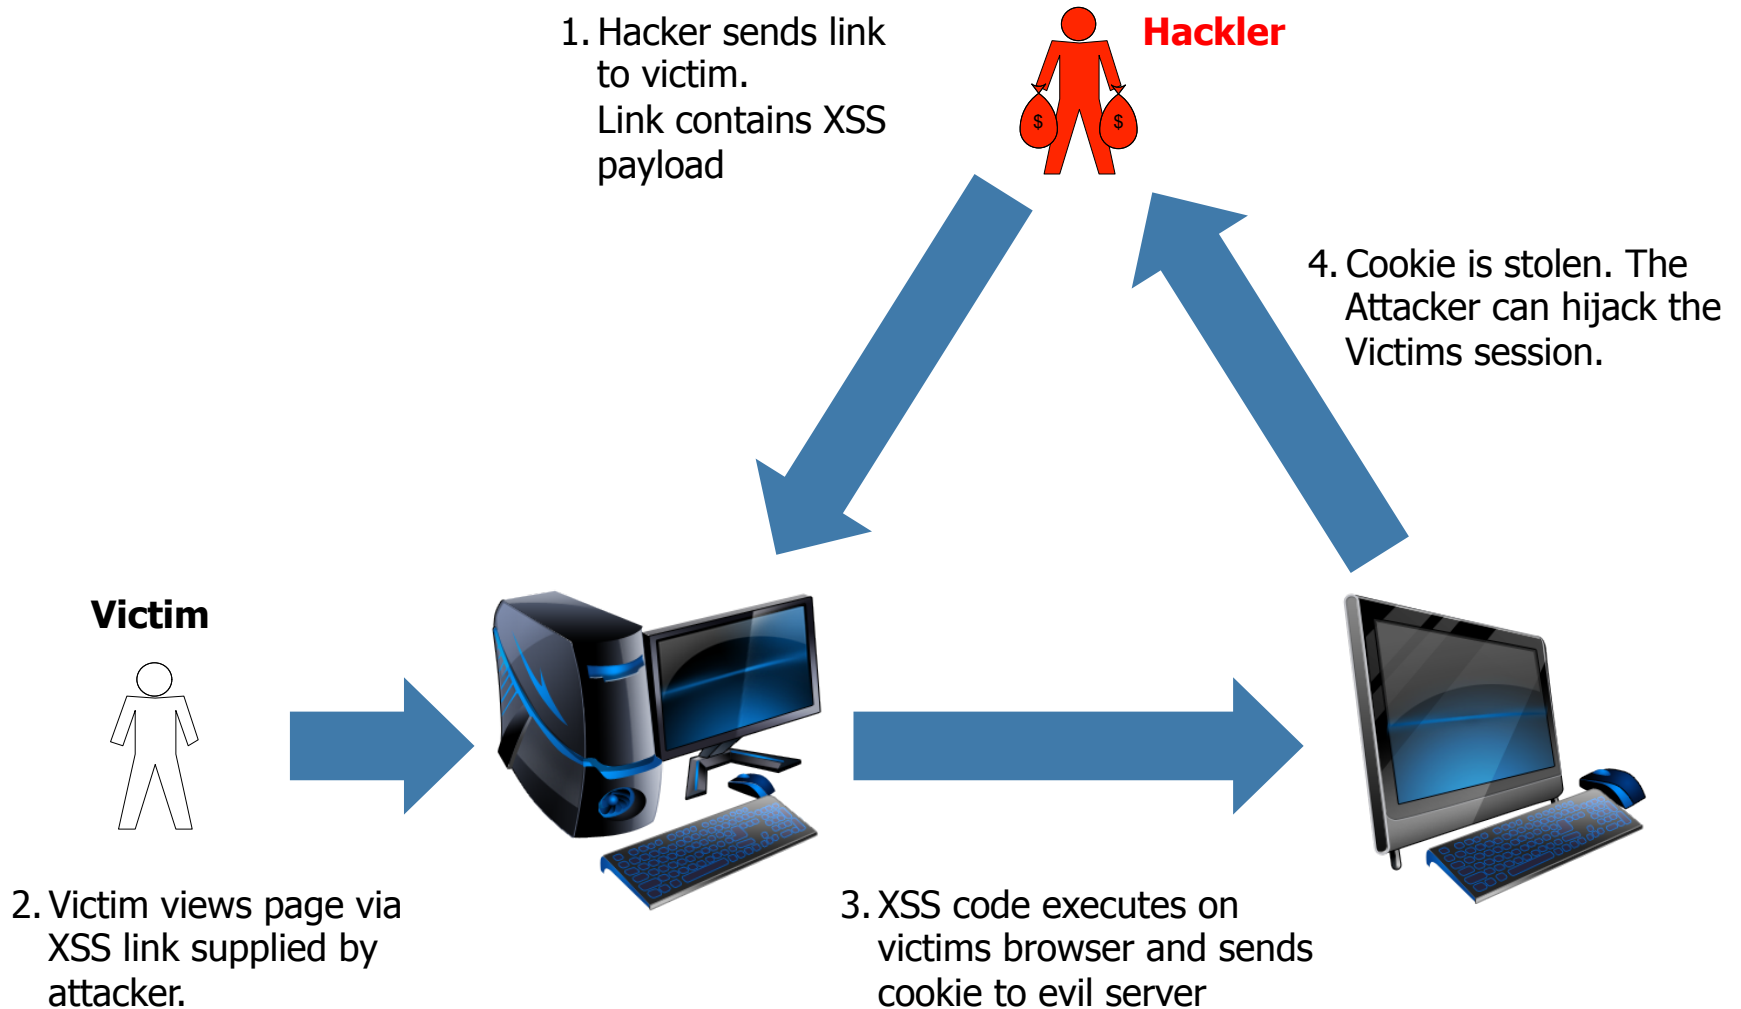 1. Hacker sends link
to victim.
Link contains XSS
payload
Hackler
$ $
4. Cookie is stolen. The
Attacker can hijack the
Victims session.
Victim
2. Victim views page via
XSS link supplied by
attacker.
3. XSS code executes on
victims browser and sends
cookie to evil server